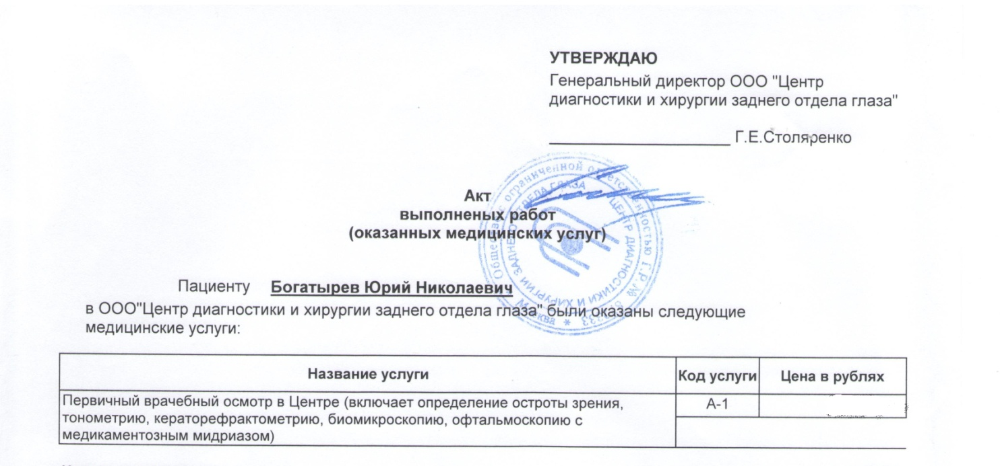 УТВЕРЖДАЮ
Генеральный директор ООО "Центр
диагностики и хирургии заднего отдела глаза"
Г.Е.Столяренко
Акт
выполненых работ
(оказанных медицинских услуг)
Общество с ограниченной ответственностью Г.Р.№
* Москва *
ЦЕНТР ДИАГНОСТИКИ И ХИРУРГИИ ЗАДНЕГО ОТДЕЛА ГЛАЗА
Пациенту Богатырев Юрий Николаевич
в ООО"Центр диагностики и хирургии заднего отдела глаза" были оказаны следующие
медицинские услуги:
Название услуги Код услуги Цена в рублях
Первичный врачебный осмотр в Центре (включает определение остроты зрения, А-1
тонометрию, кераторефрактометрию, биомикроскопию, офтальмоскопию с
медикаментозным мидриазом)